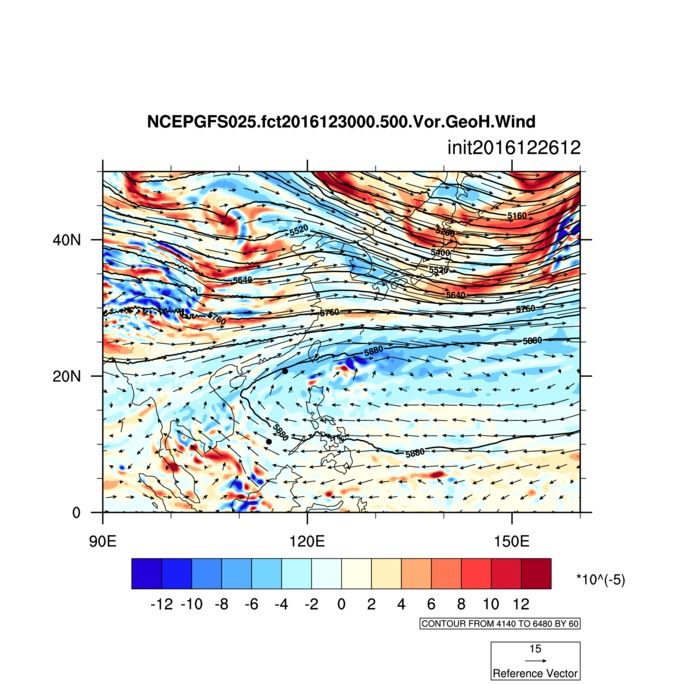 NCEPGFS025.fct2016123000.500.Vor.GeoH.Wind
init2016122612
5160
5280
40N
5520
5400
5520
5640
5640
5760
5760
5760
5880
5880
20N
5880
5880
0
90E 120E 150E
-12 -10 -8 -6 -4 -2 0 2 4 6 8 10 12
*10^(-5)
CONTOUR FROM 4140 TO 6480 BY 60
15
Reference Vector